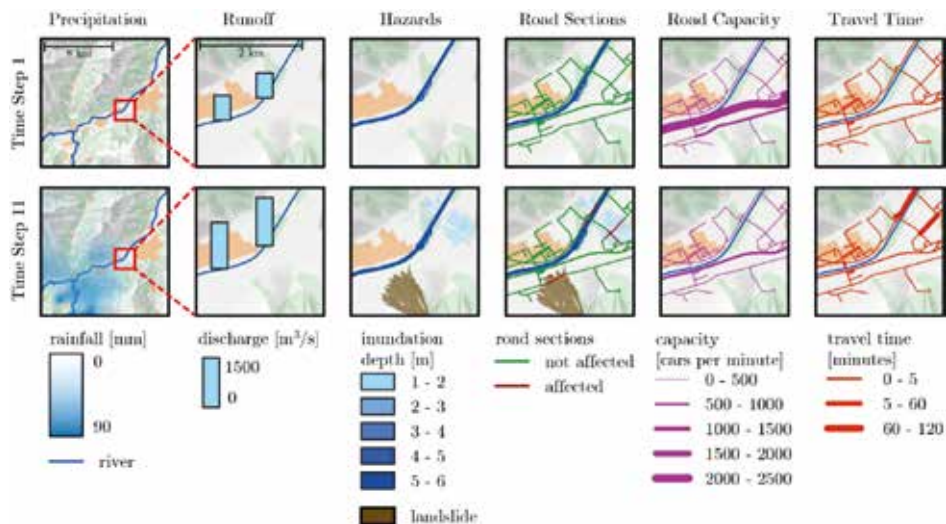 Precipitation
Runoff
Hazards
Road Sections
Road Capacity
Travel Time
Time Step 1
8 km
2 km
Time Step 11
rainfall [mm]
0
90
river
discharge [m³/s]
1500
0
inundation
depth [m]
1 - 2
2 - 3
3 - 4
4 - 5
5 - 6
landslide
road sections
not affected
affected
capacity
[cars per minute]
0 - 500
500 - 1000
1000 - 1500
1500 - 2000
2000 - 2500
travel time
[minutes]
0 - 5
5 - 60
60 - 120